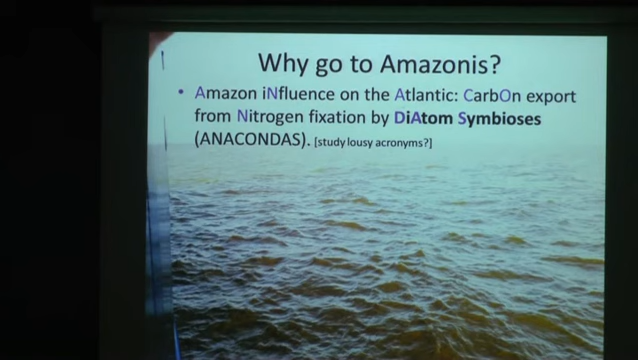 Why go to Amazonis?
• Amazon iNfluence on the Atlantic: CarbOn export
from Nitrogen fixation by DiAtom Symbioses
(ANACONDAS). [study lousy acronyms?]